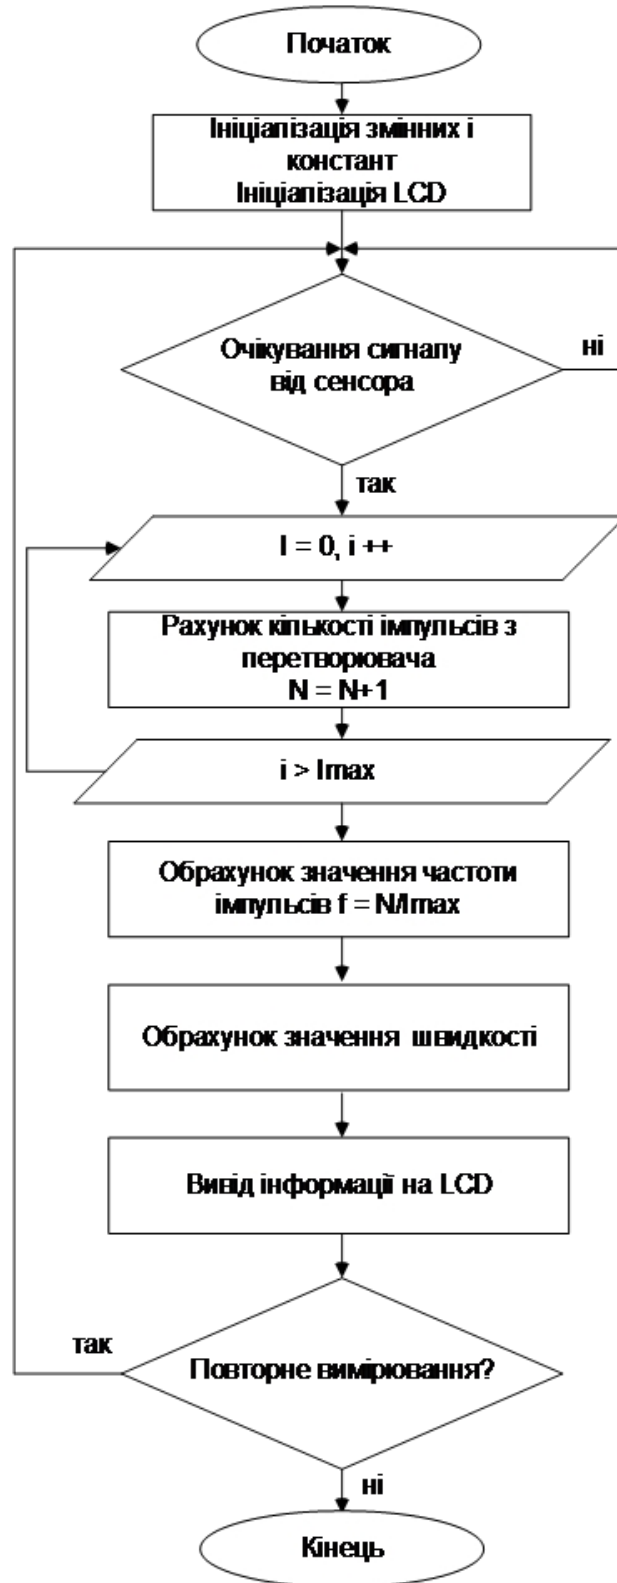 Початок
Ініціалізація змінних і
констант
Ініціалізація LCD
Очікування сигналу
від сенсора
ні
так
I = 0, i ++
Рахунок кількості імпульсів з
перетворювача
N = N+1
i > Imax
Обрахунок значення частоти
імпульсів f = N/Imax
Обрахунок значення швидкості
Вивід інформації на LCD
так
Повторне вимірювання?
ні
Кінець